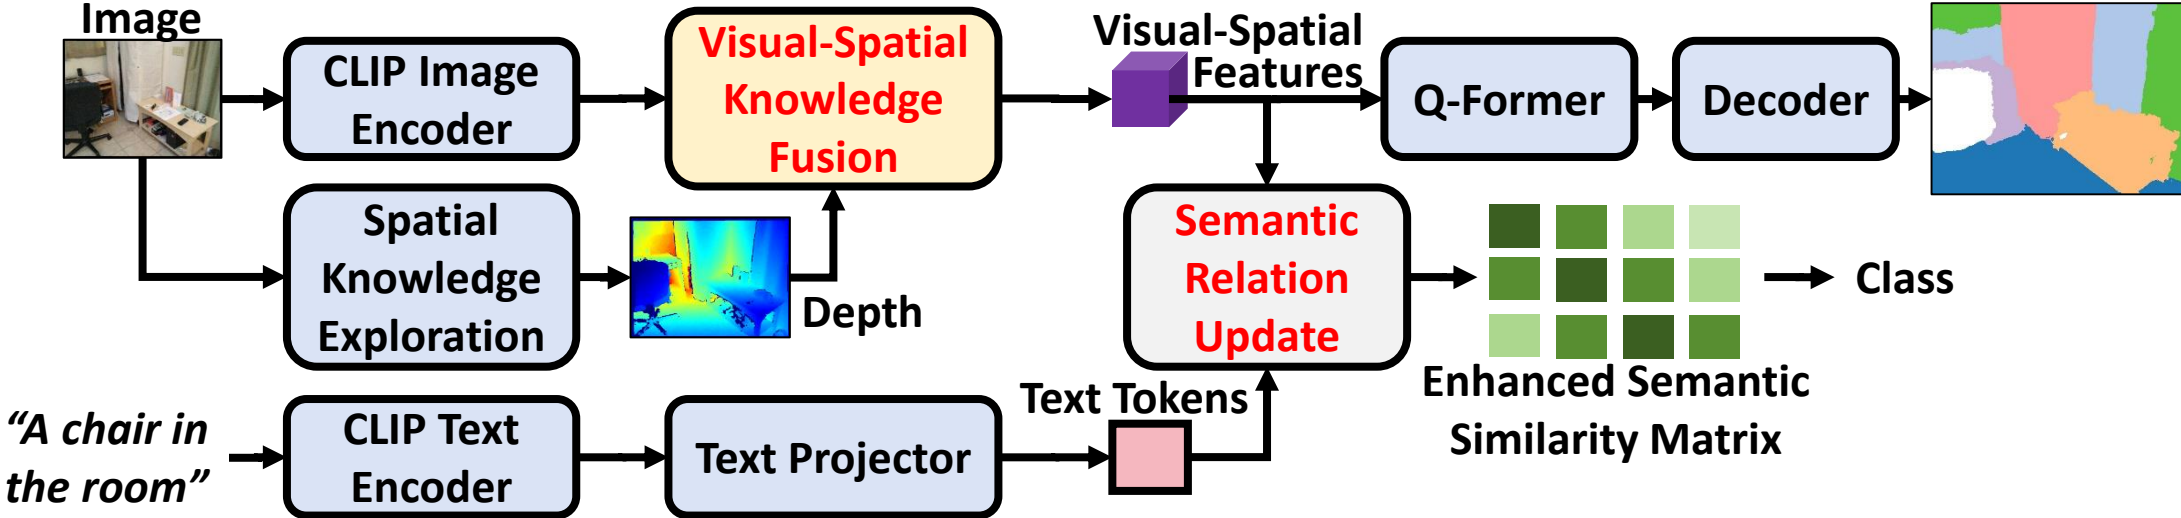 Image
CLIP Image
Encoder
Visual-Spatial
Knowledge
Fusion
Visual-Spatial
Features
Q-Former
Decoder
Spatial
Knowledge
Exploration
Depth
Semantic
Relation
Update
Class
Enhanced Semantic
Similarity Matrix
“A chair in
the room”
CLIP Text
Encoder
Text Projector
Text Tokens